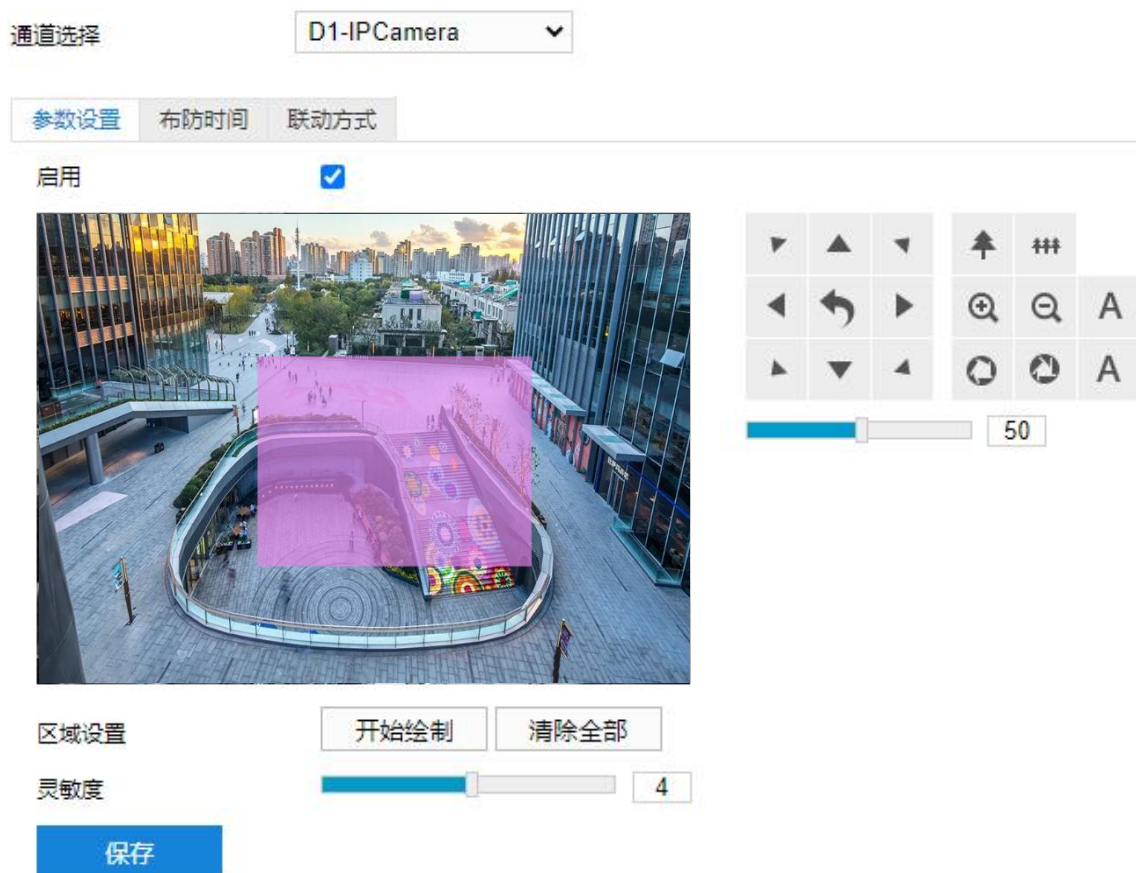 通道选择 D1-IPCamera
参数设置 布防时间 联动方式
启用
A
50 A
区域设置 开始绘制 清除全部
灵敏度 4
保存